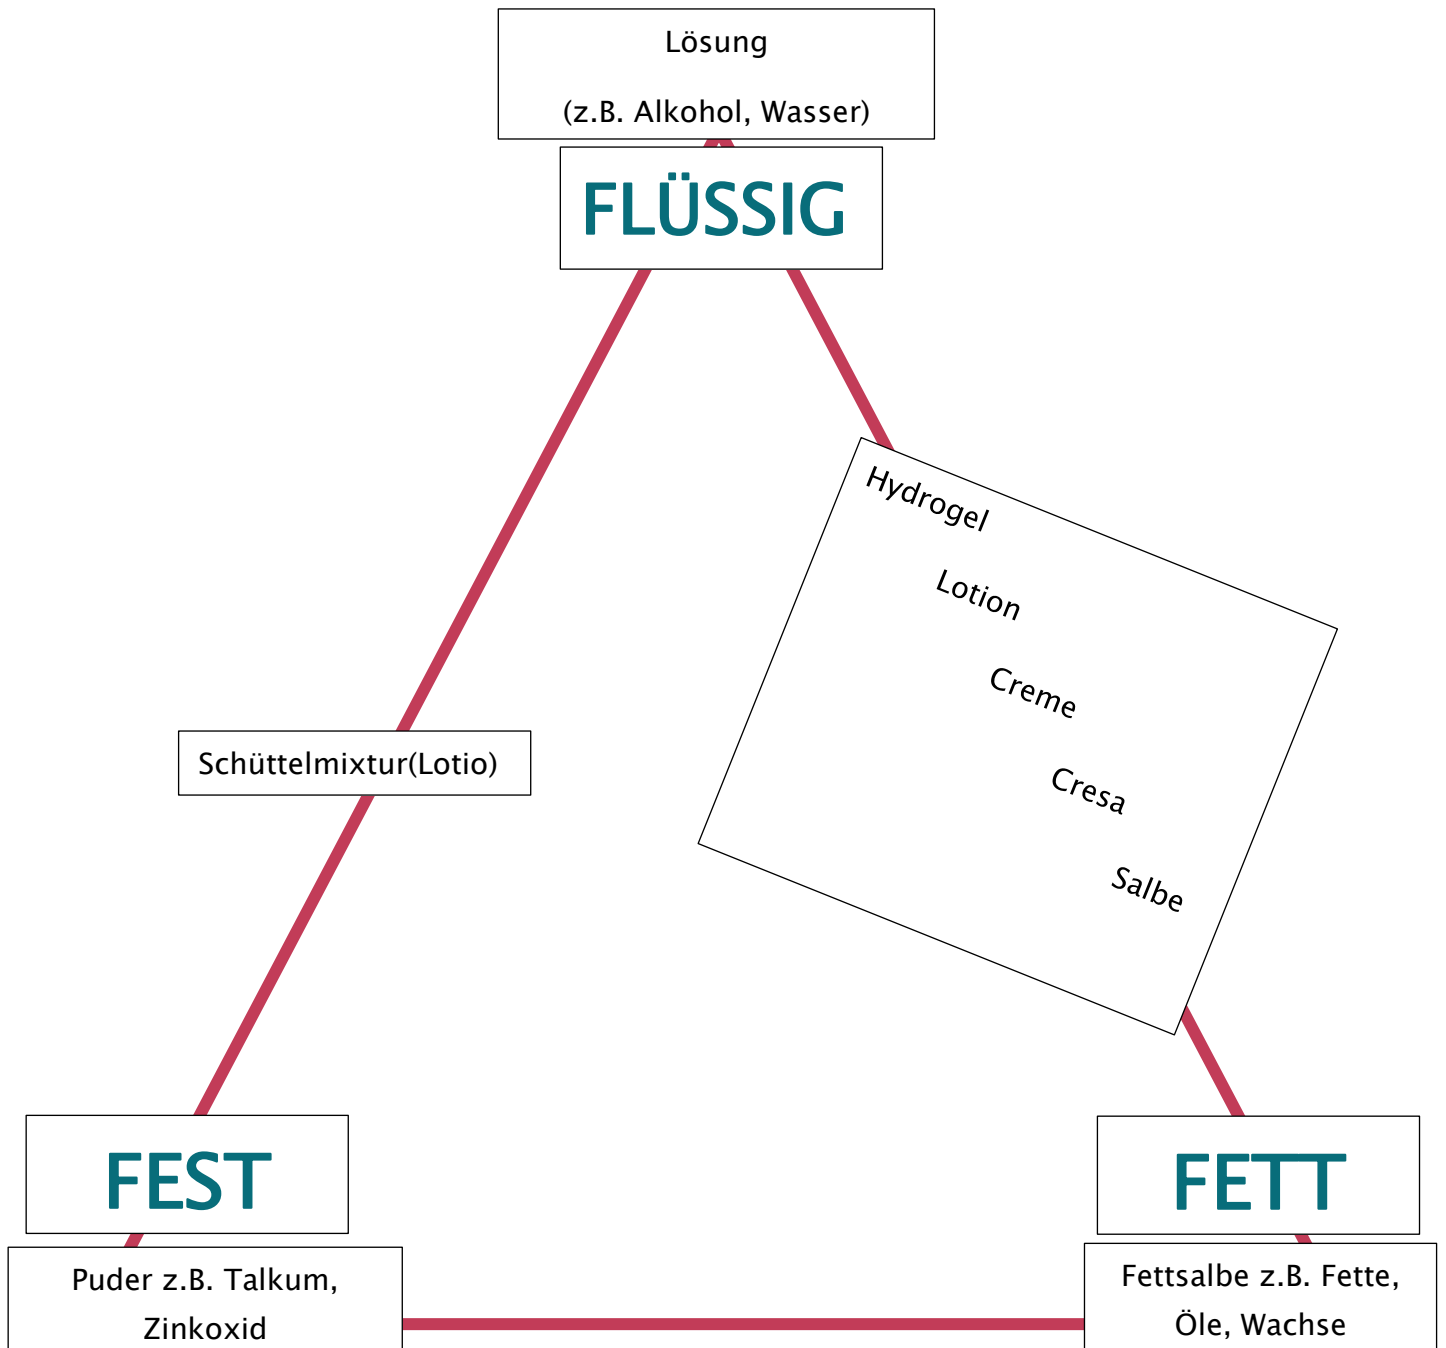 Lösung
(z.B. Alkohol, Wasser)
FLÜSSIG
Hydrogel
Lotion
Creme
Schüttelmixtur(Lotio)
Cresa
Salbe
FEST
FETT
Puder z.B. Talkum,
Zinkoxid
Fettsalbe z.B. Fette,
Öle, Wachse